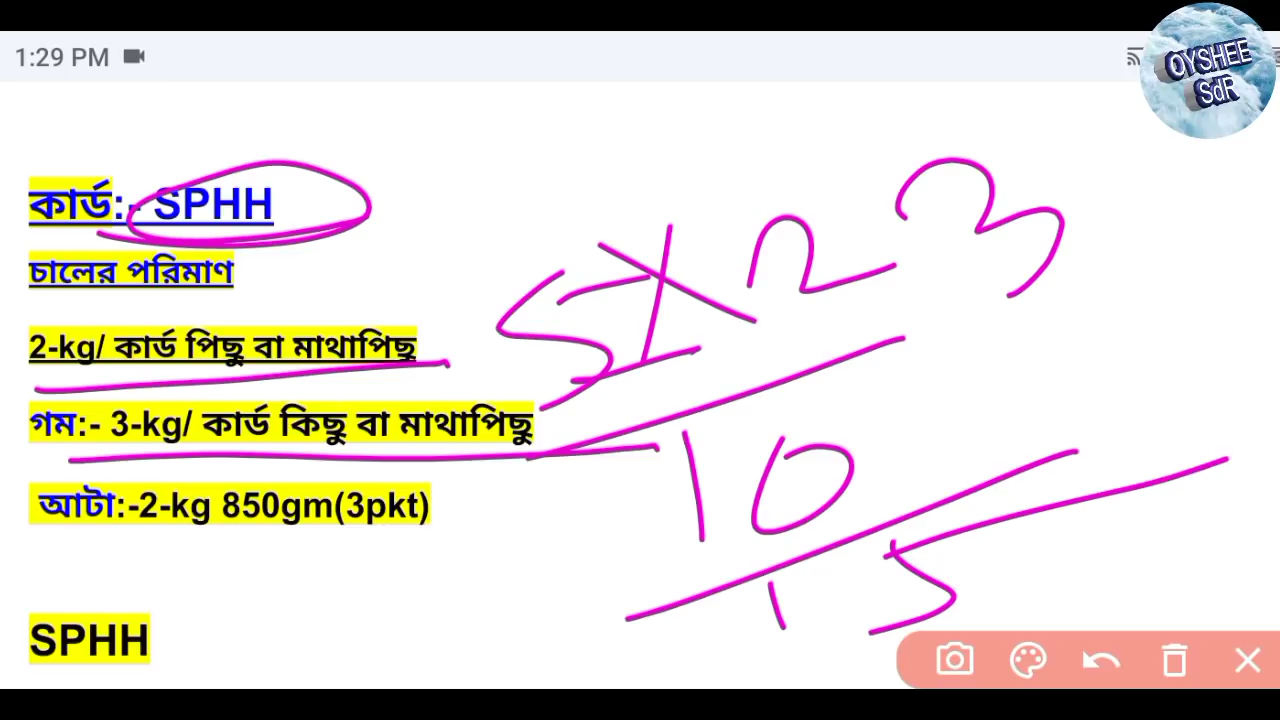 1:29 PM
OYSHEE
SdR
কার্ড:- SPHH
চালের পরিমাণ
2-kg/ কার্ড পিছু বা মাথাপিছু
গম:- 3-kg/ কার্ড কিছু বা মাথাপিছু
আটা:-2-kg 850gm(3pkt)
5 X 2 3
10
15
SPHH